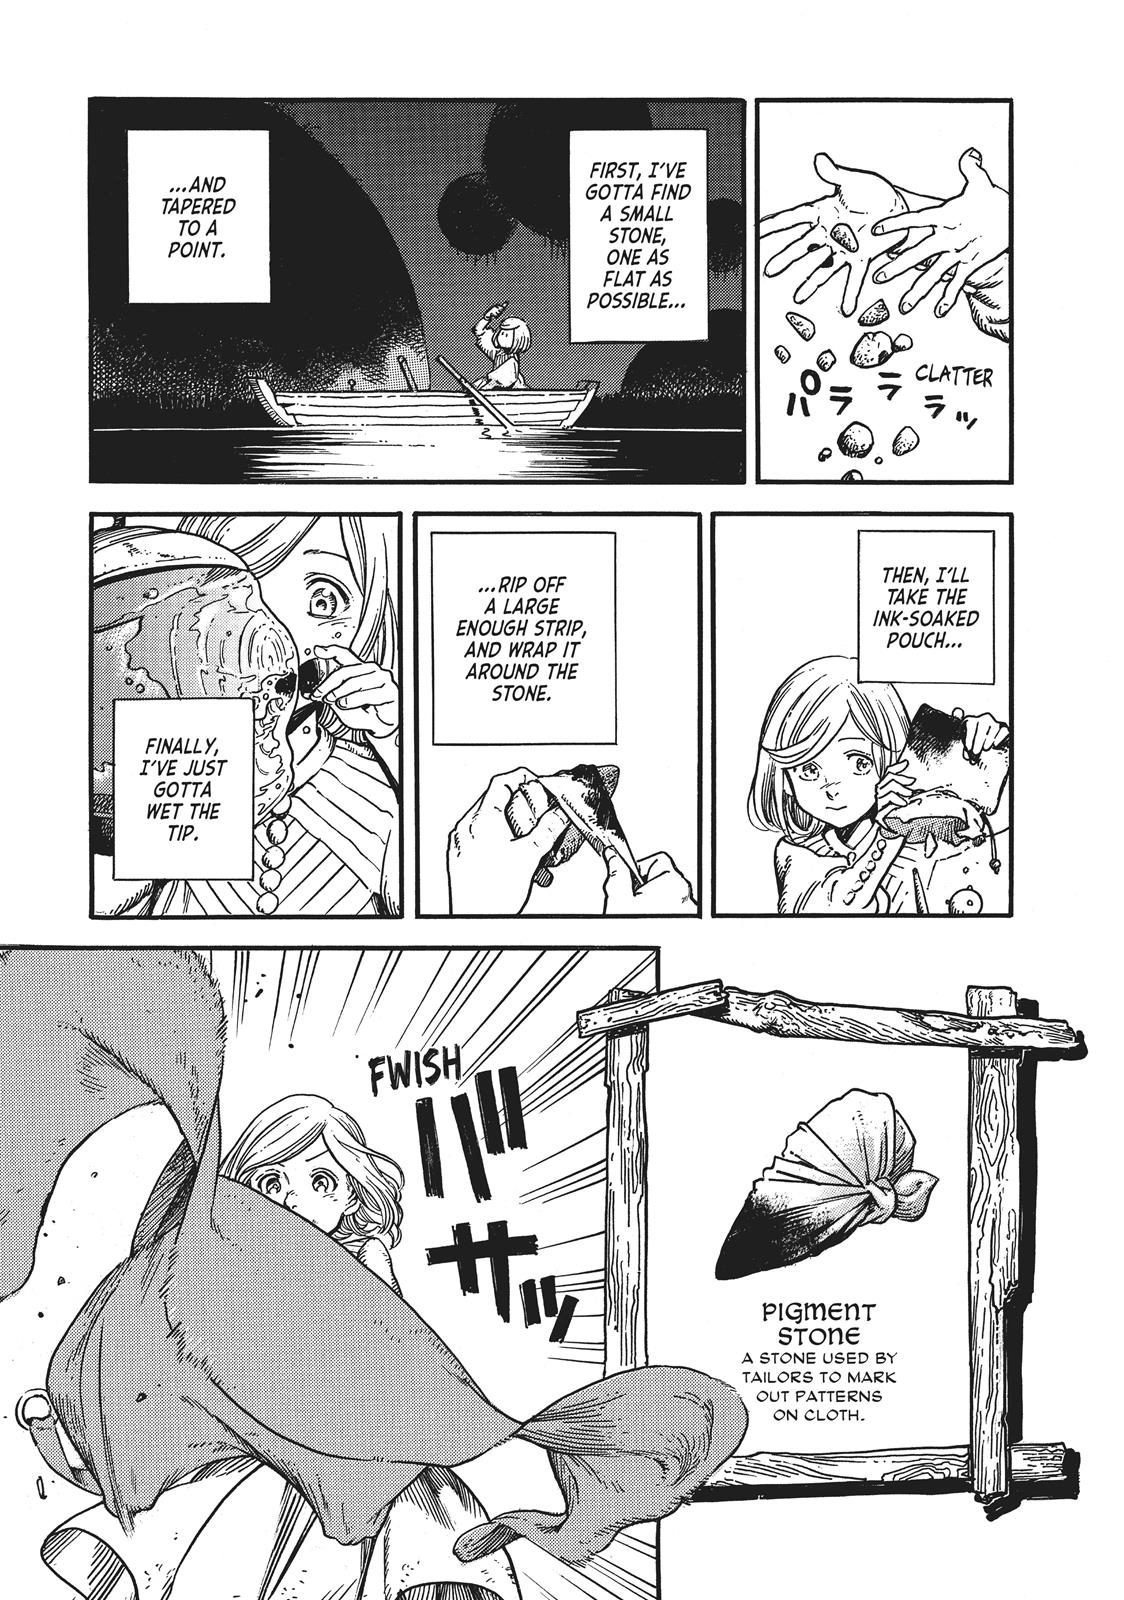 パラララッ
CLATTER
FIRST, I'VE
GOTTA FIND
A SMALL
STONE,
ONE AS
FLAT AS
POSSIBLE...
...AND
TAPERED
TO A
POINT.
THEN, I'LL
TAKE THE
INK-SOAKED
POUCH...
...RIP OFF
A LARGE
ENOUGH STRIP,
AND WRAP IT
AROUND THE
STONE.
FINALLY,
I'VE JUST
GOTTA
WET THE
TIP.
FWISH
バサッ
PIGMENT
STONE
A STONE USED BY
TAILORS TO MARK
OUT PATTERNS
ON CLOTH.